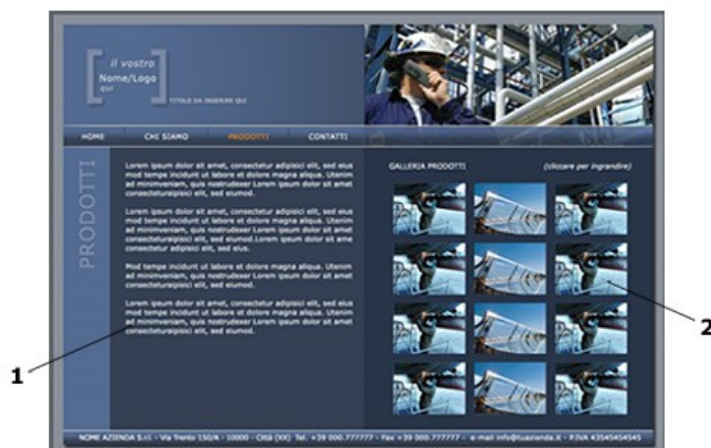 il vostro
Nome/Logo
qui
TITOLO DA INSERIRE QUI
HOME CHI SIAMO PRODOTTI CONTATTI
PRODOTTI
Lorem ipsum dolor sit amet, consectetur adipisici elit, sed eius
mod tempe incidunt ut labore et dolore magna aliqua. Utenim
ad minimveniam, quis nostrudexer Lorem ipsum dolor sit amet
consecteturaipisici elit, sed eiumod.
Lorem ipsum dolor sit amet, consectetur adipisici elit, sed eius
mod tempe incidunt ut labore et dolore magna aliqua. Utenim
ad minimveniam, quis nostrudexer Lorem ipsum dolor sit amet
consecteturaipisici elit, sed eiumod.Lorem ipsum dolor sit ame
consectetur adipisici elit, sed eius.
Mod tempe incidunt ut labore et dolore magna aliqua. Utenim
ad minimveniam, quis nostrudexer Lorem ipsum dolor sit amet
consecteturaipisici elit, sed eiumod.
Lorem ipsum dolor sit amet, consectetur adipisici elit, sed eius
mod tempe incidunt ut labore et dolore magna aliqua. Utenim
ad minimveniam, quis nostrudexer Lorem ipsum dolor sit amet
consecteturaipisici elit, sed eiumod.
GALLERIA PRODOTTI (cliccare per ingrandire)
1
2
NOME AZIENDA S.r.l. - Via Trento 150/A - 10000 - Città (XX) Tel. +39 000.777777 - Fax +39 000.777777 - e-mail info@tuazienda.it - P.IVA 43545454545